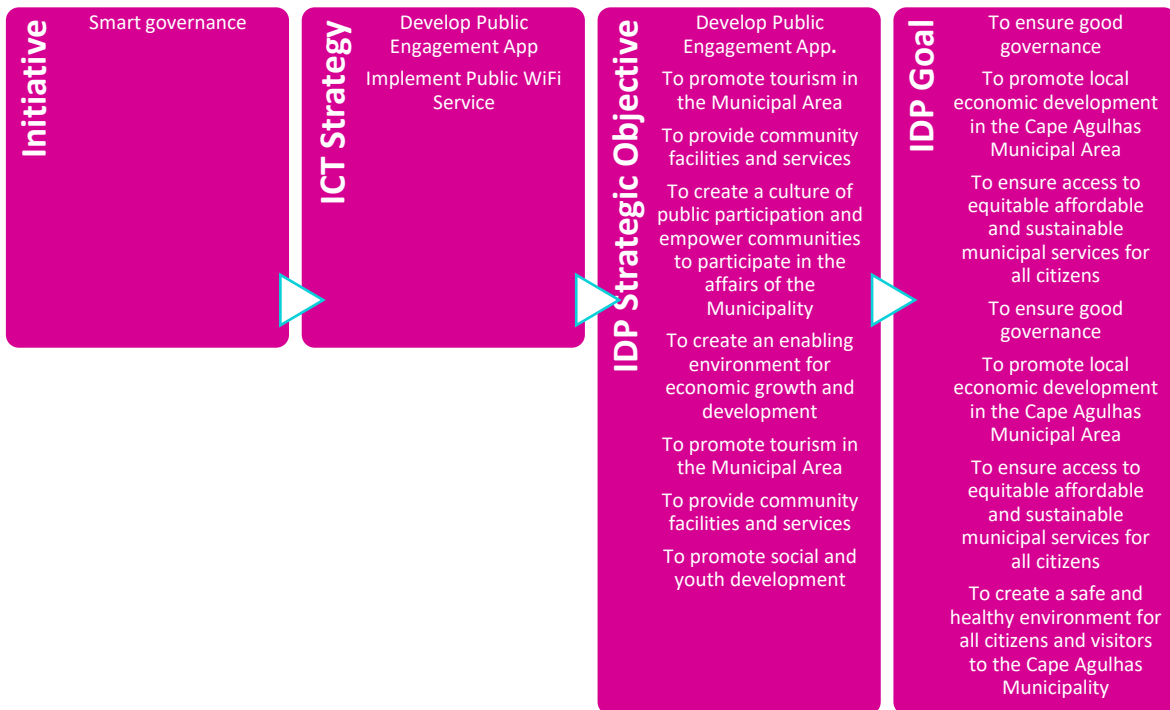 Initiative
Smart governance
ICT Strategy
Develop Public
Engagement App
Implement Public WiFi
Service
IDP Strategic Objective
Develop Public
Engagement App.
To promote tourism in
the Municipal Area
To provide community
facilities and services
To create a culture of
public participation and
empower communities
to participate in the
affairs of the
Municipality
To create an enabling
environment for
economic growth and
development
To promote tourism in
the Municipal Area
To provide community
facilities and services
To promote social and
youth development
IDP Goal
To ensure good
governance
To promote local
economic development
in the Cape Agulhas
Municipal Area
To ensure access to
equitable affordable
and sustainable
municipal services for
all citizens
To ensure good
governance
To promote local
economic development
in the Cape Agulhas
Municipal Area
To ensure access to
equitable affordable
and sustainable
municipal services for
all citizens
To create a safe and
healthy environment for
all citizens and visitors
to the Cape Agulhas
Municipality